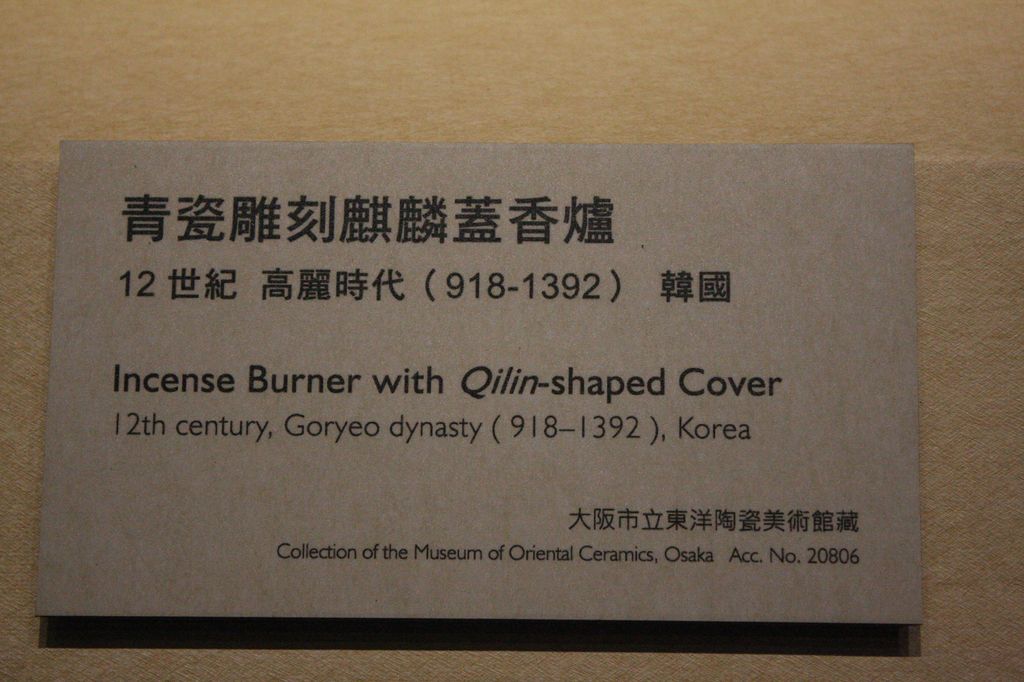 青瓷雕刻麒麟蓋香爐
12 世紀 高麗時代（918-1392） 韓國
Incense Burner with Qilin-shaped Cover
12th century, Goryeo dynasty ( 918–1392 ), Korea
大阪市立東洋陶瓷美術館藏
Collection of the Museum of Oriental Ceramics, Osaka Acc. No. 20806